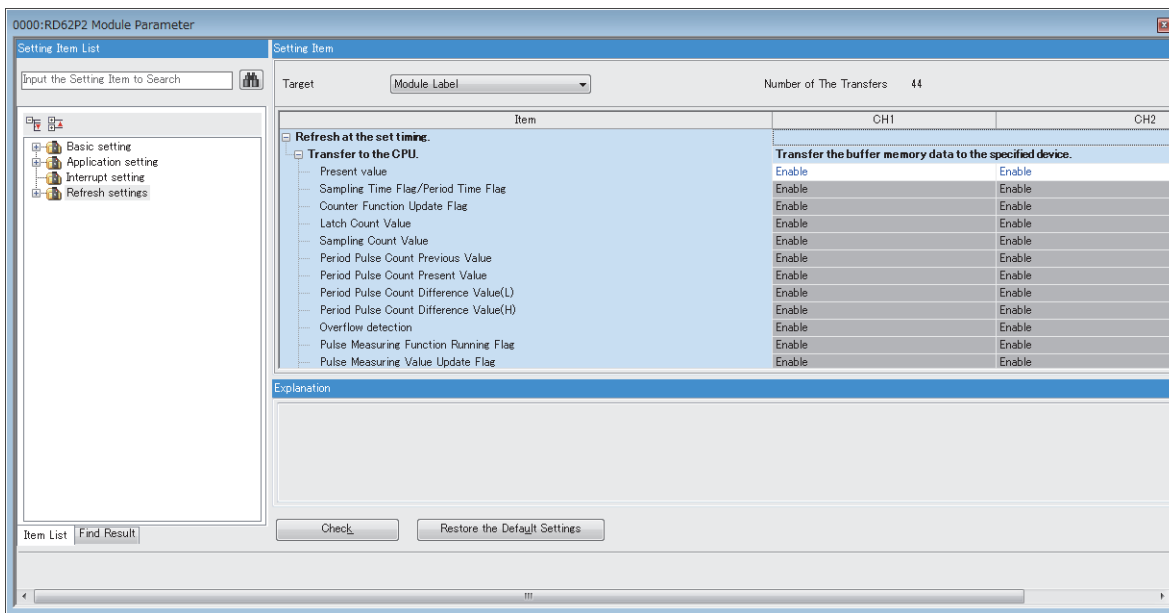 0000:RD62P2 Module Parameter
Setting Item List
Setting Item
Input the Setting Item to Search
Target Module Label Number of The Transfers 44
Basic setting
Application setting
Interrupt setting
Refresh settings
Item CH1 CH2
Refresh at the set timing.
Transfer to the CPU. Transfer the buffer memory data to the specified device.
Present value Enable Enable
Sampling Time Flag/Period Time Flag Enable Enable
Counter Function Update Flag Enable Enable
Latch Count Value Enable Enable
Sampling Count Value Enable Enable
Period Pulse Count Previous Value Enable Enable
Period Pulse Count Present Value Enable Enable
Period Pulse Count Difference Value(L) Enable Enable
Period Pulse Count Difference Value(H) Enable Enable
Overflow detection Enable Enable
Pulse Measuring Function Running Flag Enable Enable
Pulse Measuring Value Update Flag Enable Enable
Explanation
Check Restore the Default Settings
Item List Find Result